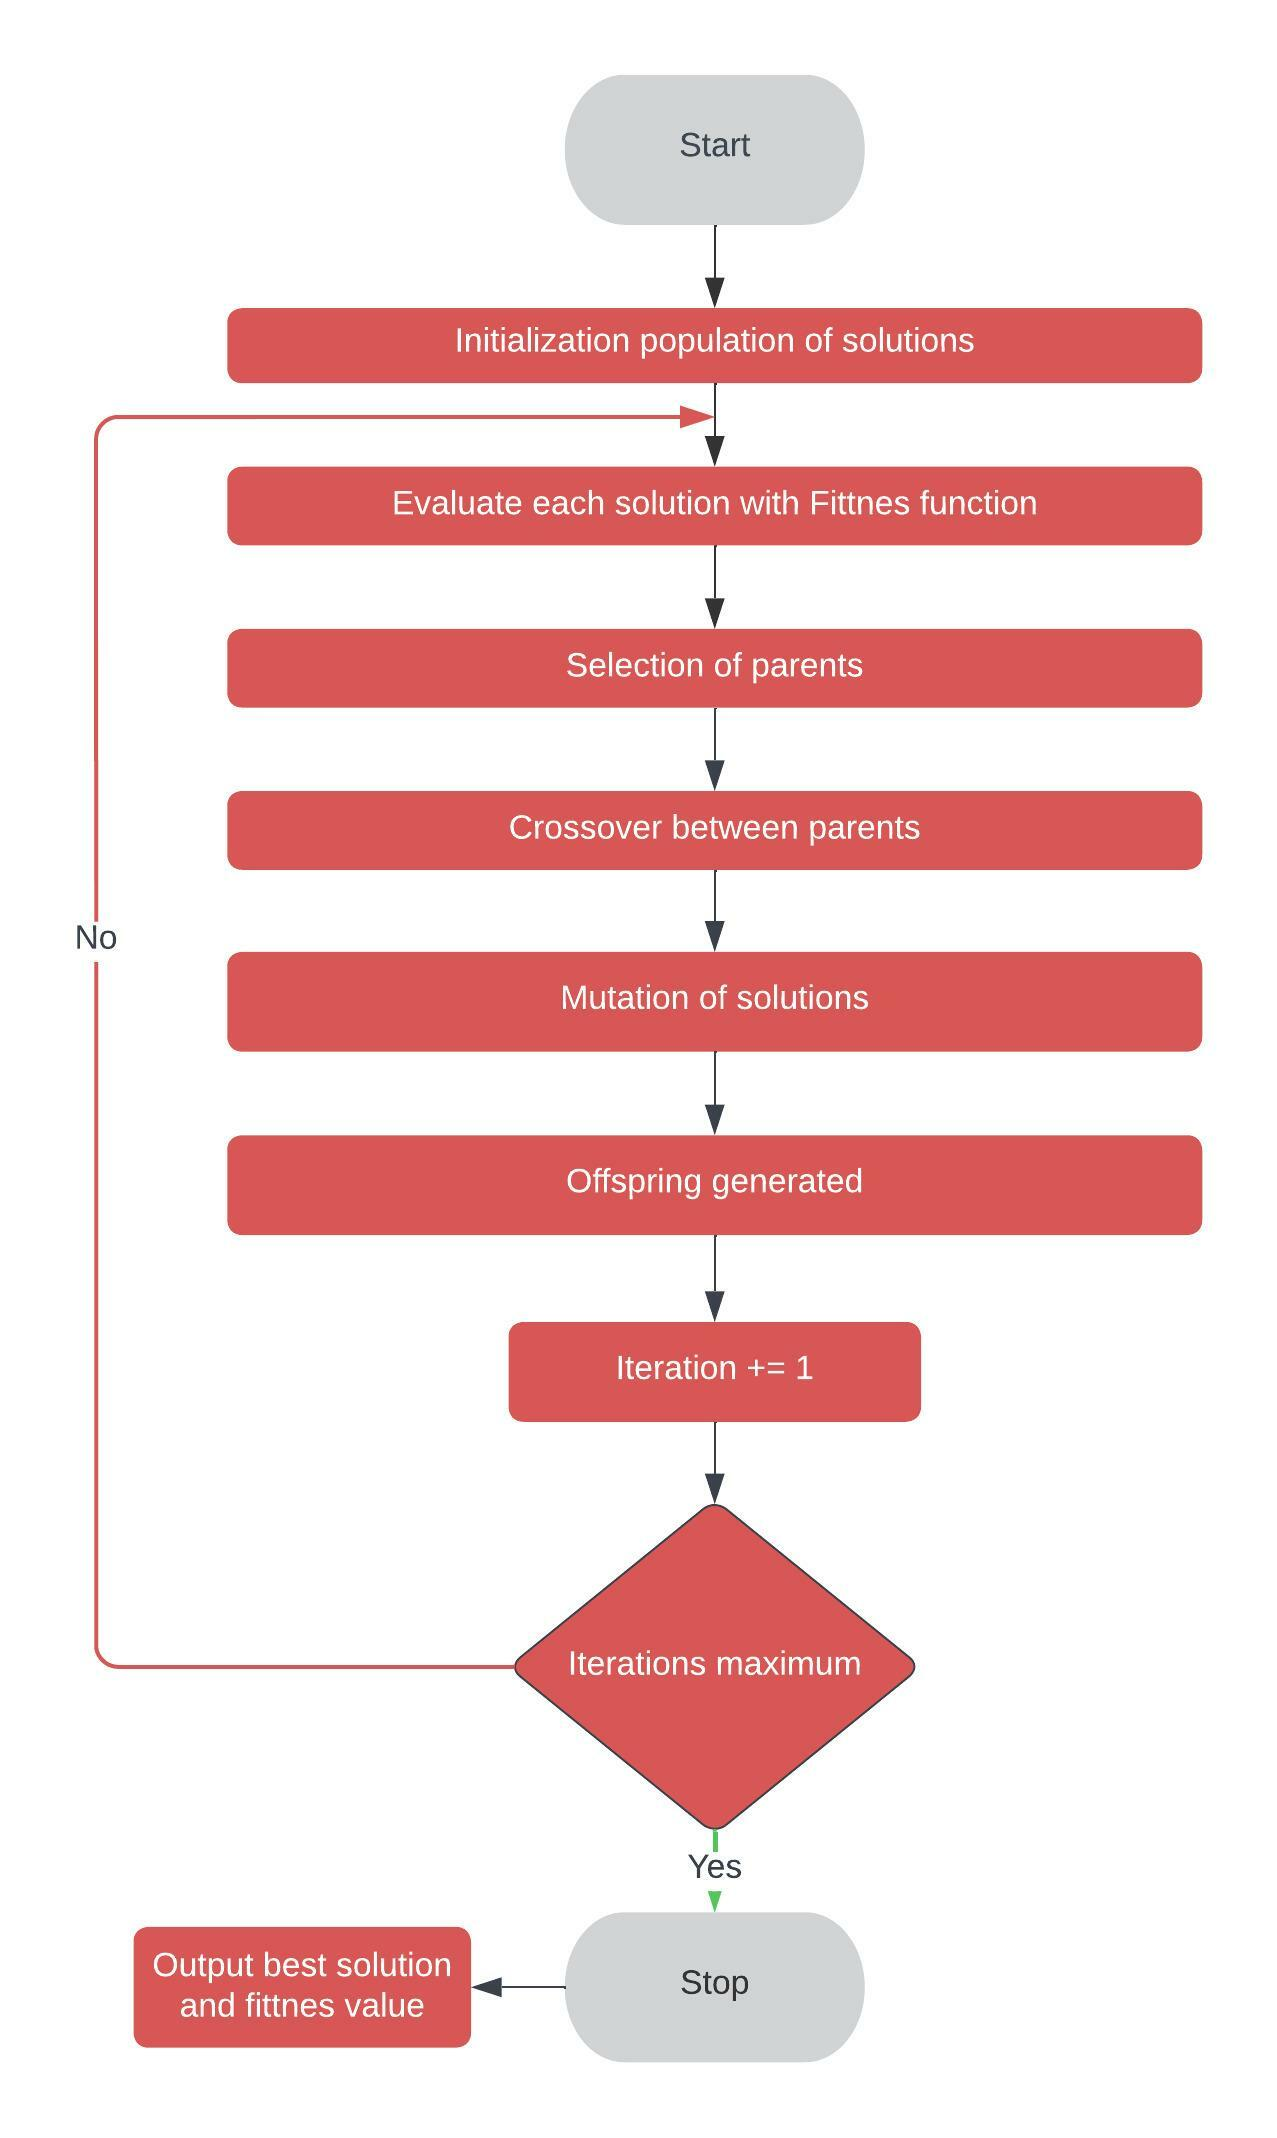 Start
Initialization population of solutions
Evaluate each solution with Fittnes function
Selection of parents
Crossover between parents
No
Mutation of solutions
Offspring generated
Iteration += 1
Iterations maximum
Yes
Output best solution
and fittnes value
Stop